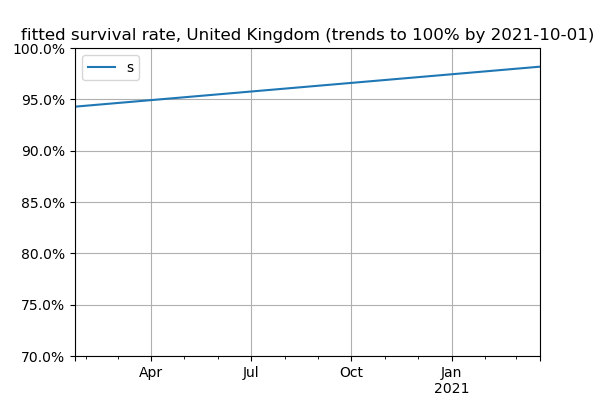 fitted survival rate, United Kingdom (trends to 100% by 2021-10-01)
100.0%
s
95.0%
90.0%
85.0%
80.0%
75.0%
70.0%
Apr Jul Oct Jan
2021